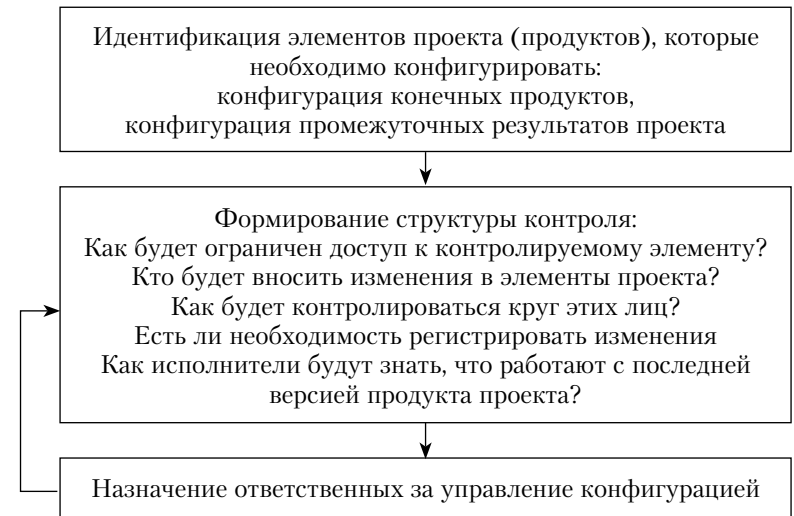 Идентификация элементов проекта (продуктов), которые
необходимо конфигурировать:
конфигурация конечных продуктов,
конфигурация промежуточных результатов проекта
Формирование структуры контроля:
Как будет ограничен доступ к контролируемому элементу?
Кто будет вносить изменения в элементы проекта?
Как будет контролироваться круг этих лиц?
Есть ли необходимость регистрировать изменения
Как исполнители будут знать, что работают с последней
версией продукта проекта?
Назначение ответственных за управление конфигурацией